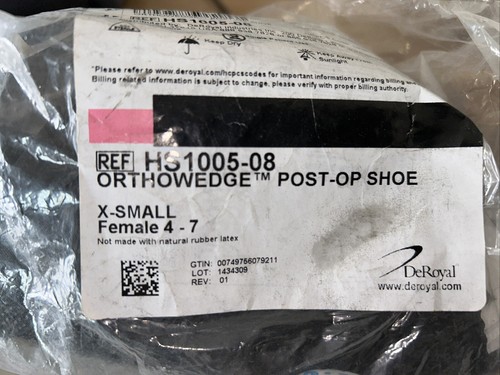 REF HS1005-08
Keep Dry
Keep Away
Sunlight
*Please refer to www.deroyal.com/hcpcscodes for important information regarding billing
Billing related information is subject to change, please verify with proper billing authority.
REF HS1005-08
ORTHOWEDGE™ POST-OP SHOE
X-SMALL
Female 4 - 7
Not made with natural rubber latex
GTIN: 00749756079211
LOT: 1434309
REV: 01
DeRoyal
www.deroyal.com